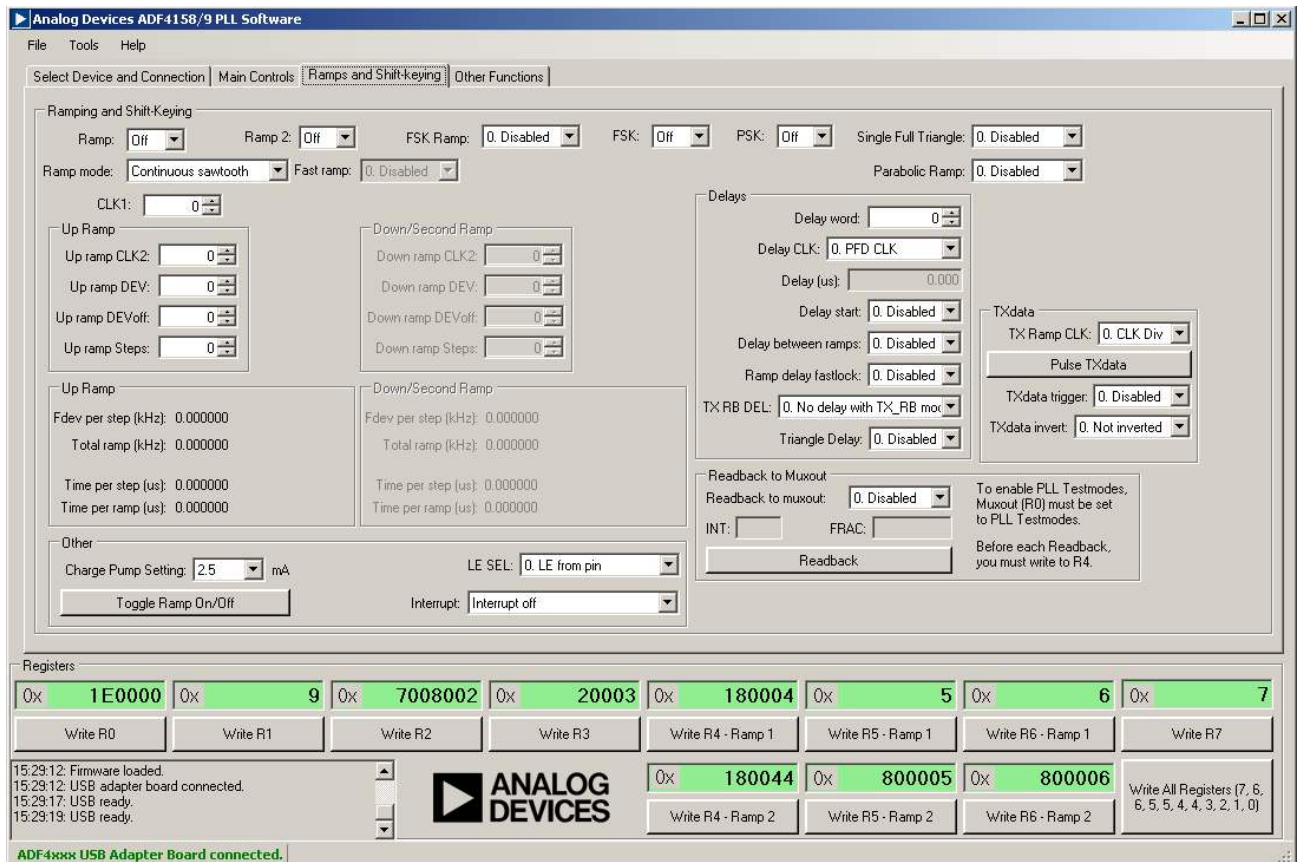 Analog Devices ADF4158/9 PLL Software
File Tools Help
Select Device and Connection Main Controls Ramps and Shift-keying Other Functions
Ramping and Shift-Keying
Ramp: Off Ramp 2: Off FSK Ramp: 0. Disabled FSK: Off PSK: Off Single Full Triangle: 0. Disabled
Ramp mode: Continuous sawtooth Fast ramp: 0. Disabled Parabolic Ramp: 0. Disabled
CLK1: 0
Up Ramp
Up ramp CLK2: 0
Up ramp DEV: 0
Up ramp DEVoff: 0
Up ramp Steps: 0
Down/Second Ramp
Down ramp CLK2: 0
Down ramp DEV: 0
Down ramp DEVoff: 0
Down ramp Steps: 0
Up Ramp
Fdev per step (kHz): 0.000000
Total ramp (kHz): 0.000000
Time per step (us): 0.000000
Time per ramp (us): 0.000000
Down/Second Ramp
Fdev per step (kHz): 0.000000
Total ramp (kHz): 0.000000
Time per step (us): 0.000000
Time per ramp (us): 0.000000
Other
Charge Pump Setting: 2.5 mA LE SEL: 0. LE from pin
Toggle Ramp On/Off Interrupt: Interrupt off
Delays
Delay word: 0
Delay CLK: 0. PFD CLK
Delay (us): 0.000
Delay start: 0. Disabled
Delay between ramps: 0. Disabled
Ramp delay fastlock: 0. Disabled
TX RB DEL: 0. No delay with TX_RB moc
Triangle Delay: 0. Disabled
TXdata
TX Ramp CLK: 0. CLK Div
Pulse TXdata
TXdata trigger: 0. Disabled
TXdata invert: 0. Not inverted
Readback to Muxout
Readback to muxout: 0. Disabled
INT: FRAC:
Readback
To enable PLL Testmodes,
Muxout (R0) must be set
to PLL Testmodes.
Before each Readback,
you must write to R4.
Registers
0x 1E0000 0x 9 0x 7008002 0x 20003 0x 180004 0x 5 0x 6 0x 7
Write R0 Write R1 Write R2 Write R3 Write R4 - Ramp 1 Write R5 - Ramp 1 Write R6 - Ramp 1 Write R7
15:29:12: Firmware loaded.
15:29:12: USB adapter board connected.
15:29:17: USB ready.
15:29:19: USB ready.
ANALOG
DEVICES
0x 180044 0x 800005 0x 800006
Write R4 - Ramp 2 Write R5 - Ramp 2 Write R6 - Ramp 2
Write All Registers (7, 6,
6, 5, 5, 4, 4, 3, 2, 1, 0)
ADF4xxx USB Adapter Board connected.